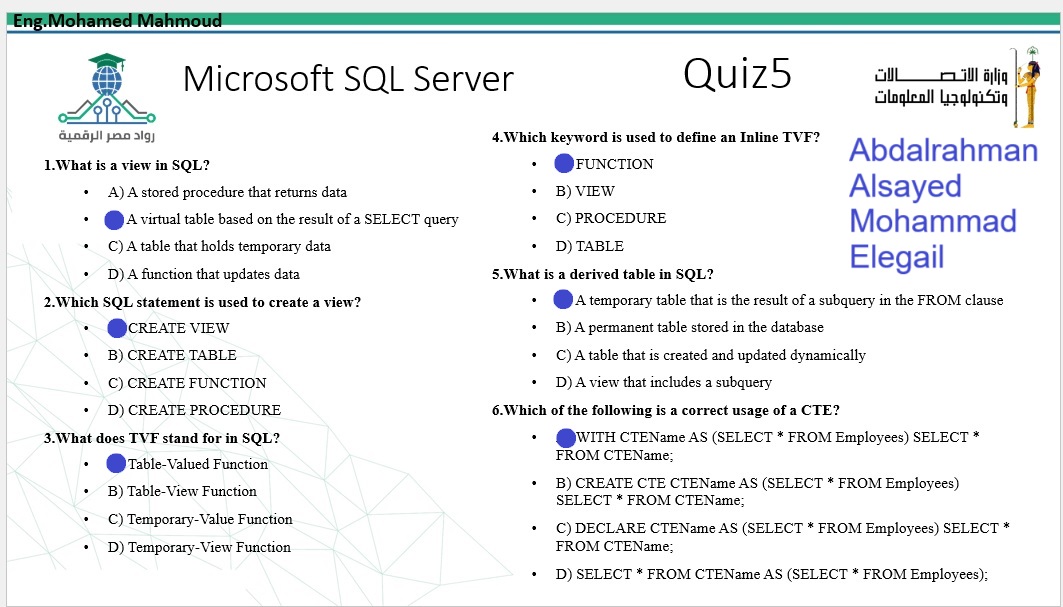 Eng.Mohamed Mahmoud
Microsoft SQL Server
Quiz5
رواد مصر الرقمية
وزارة الاتصالات
وتكنولوجيا المعلومات
Abdalrahman
Alsayed
Mohammad
Elegail
1.What is a view in SQL?
• A) A stored procedure that returns data
• A virtual table based on the result of a SELECT query
• C) A table that holds temporary data
• D) A function that updates data
2.Which SQL statement is used to create a view?
• CREATE VIEW
• B) CREATE TABLE
• C) CREATE FUNCTION
• D) CREATE PROCEDURE
3.What does TVF stand for in SQL?
• Table-Valued Function
• B) Table-View Function
• C) Temporary-Value Function
• D) Temporary-View Function
4.Which keyword is used to define an Inline TVF?
• FUNCTION
• B) VIEW
• C) PROCEDURE
• D) TABLE
5.What is a derived table in SQL?
• A temporary table that is the result of a subquery in the FROM clause
• B) A permanent table stored in the database
• C) A table that is created and updated dynamically
• D) A view that includes a subquery
6.Which of the following is a correct usage of a CTE?
• WITH CTEName AS (SELECT * FROM Employees) SELECT *
FROM CTEName;
• B) CREATE CTE CTEName AS (SELECT * FROM Employees)
SELECT * FROM CTEName;
• C) DECLARE CTEName AS (SELECT * FROM Employees) SELECT *
FROM CTEName;
• D) SELECT * FROM CTEName AS (SELECT * FROM Employees);